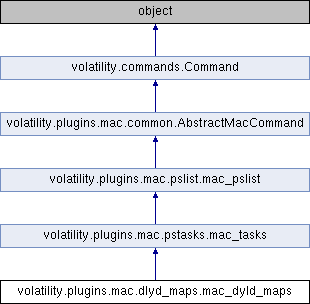 object
volatility.commands.Command
volatility.plugins.mac.common.AbstractMacCommand
volatility.plugins.mac.pslist.mac_pslist
volatility.plugins.mac.pstasks.mac_tasks
volatility.plugins.mac.dlyd_maps.mac_dyld_maps